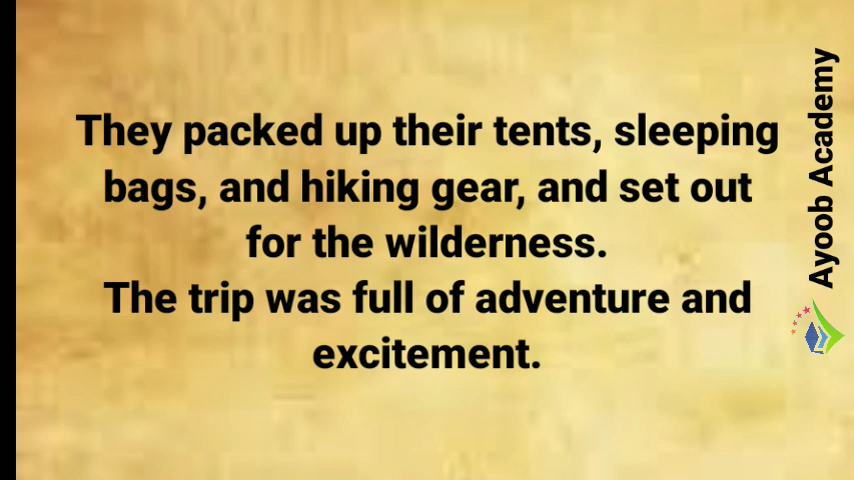 They packed up their tents, sleeping
bags, and hiking gear, and set out
for the wilderness.
The trip was full of adventure and
excitement.
Ayoob Academy